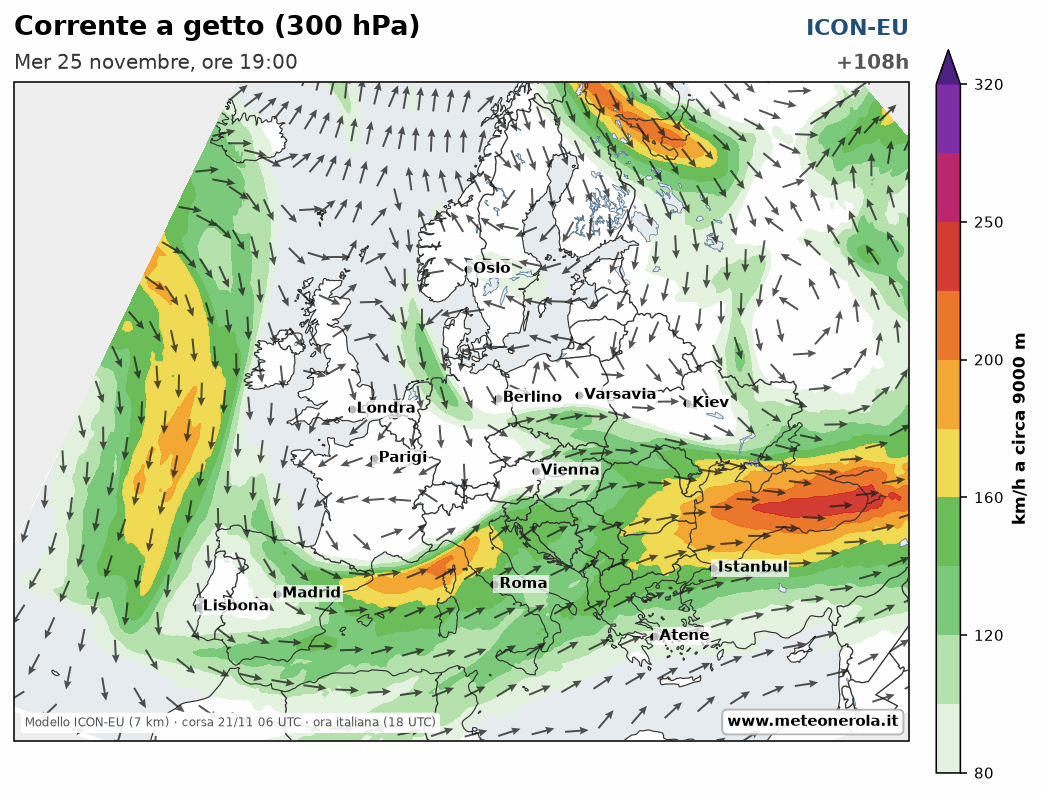 Corrente a getto (300 hPa)
ICON-EU
Mer 25 novembre, ore 19:00
+108h
320
250
200
160
120
80
km/h a circa 9000 m
Oslo
Londra
Berlino
Varsavia
Kiev
Parigi
Vienna
Madrid
Lisbona
Roma
Istanbul
Atene
Modello ICON-EU (7 km) · corsa 21/11 06 UTC · ora italiana (18 UTC)
www.meteonerola.it